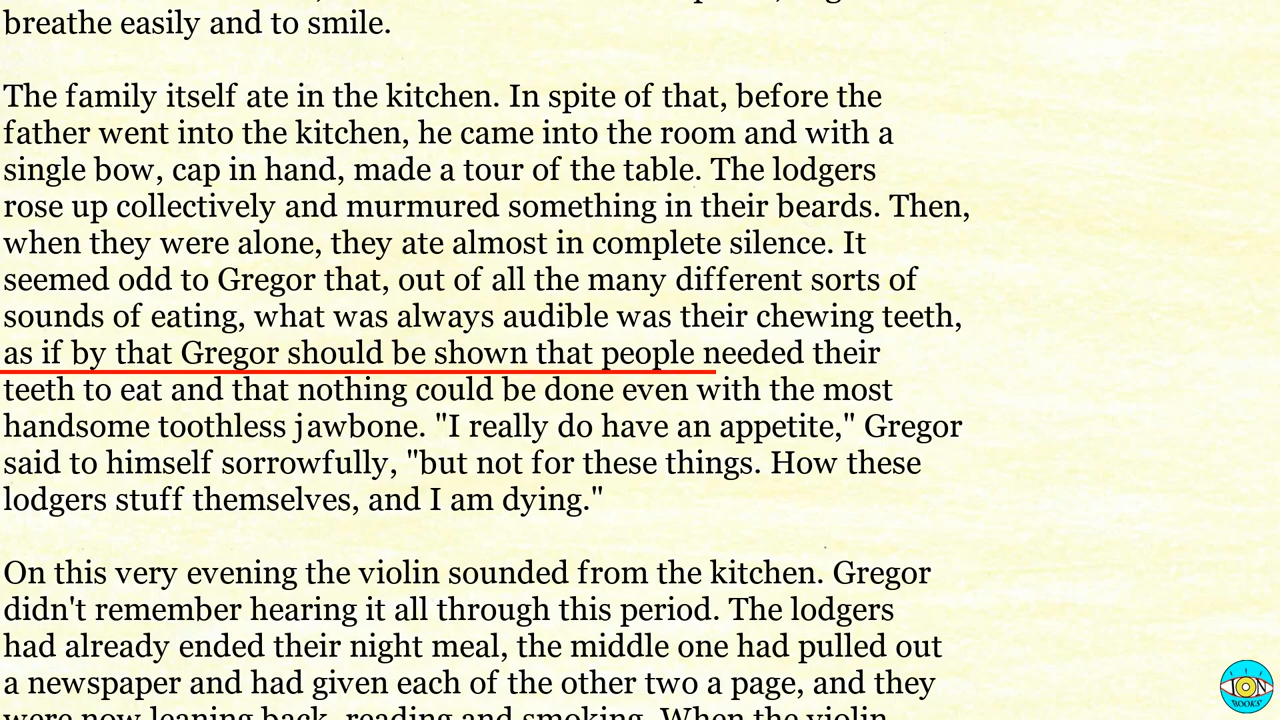 breathe easily and to smile.
The family itself ate in the kitchen. In spite of that, before the
father went into the kitchen, he came into the room and with a
single bow, cap in hand, made a tour of the table. The lodgers
rose up collectively and murmured something in their beards. Then,
when they were alone, they ate almost in complete silence. It
seemed odd to Gregor that, out of all the many different sorts of
sounds of eating, what was always audible was their chewing teeth,
as if by that Gregor should be shown that people needed their
teeth to eat and that nothing could be done even with the most
handsome toothless jawbone. "I really do have an appetite," Gregor
said to himself sorrowfully, "but not for these things. How these
lodgers stuff themselves, and I am dying."
On this very evening the violin sounded from the kitchen. Gregor
didn't remember hearing it all through this period. The lodgers
had already ended their night meal, the middle one had pulled out
a newspaper and had given each of the other two a page, and they
were now leaning back, reading and smoking. When the violin
ION
BOOKS